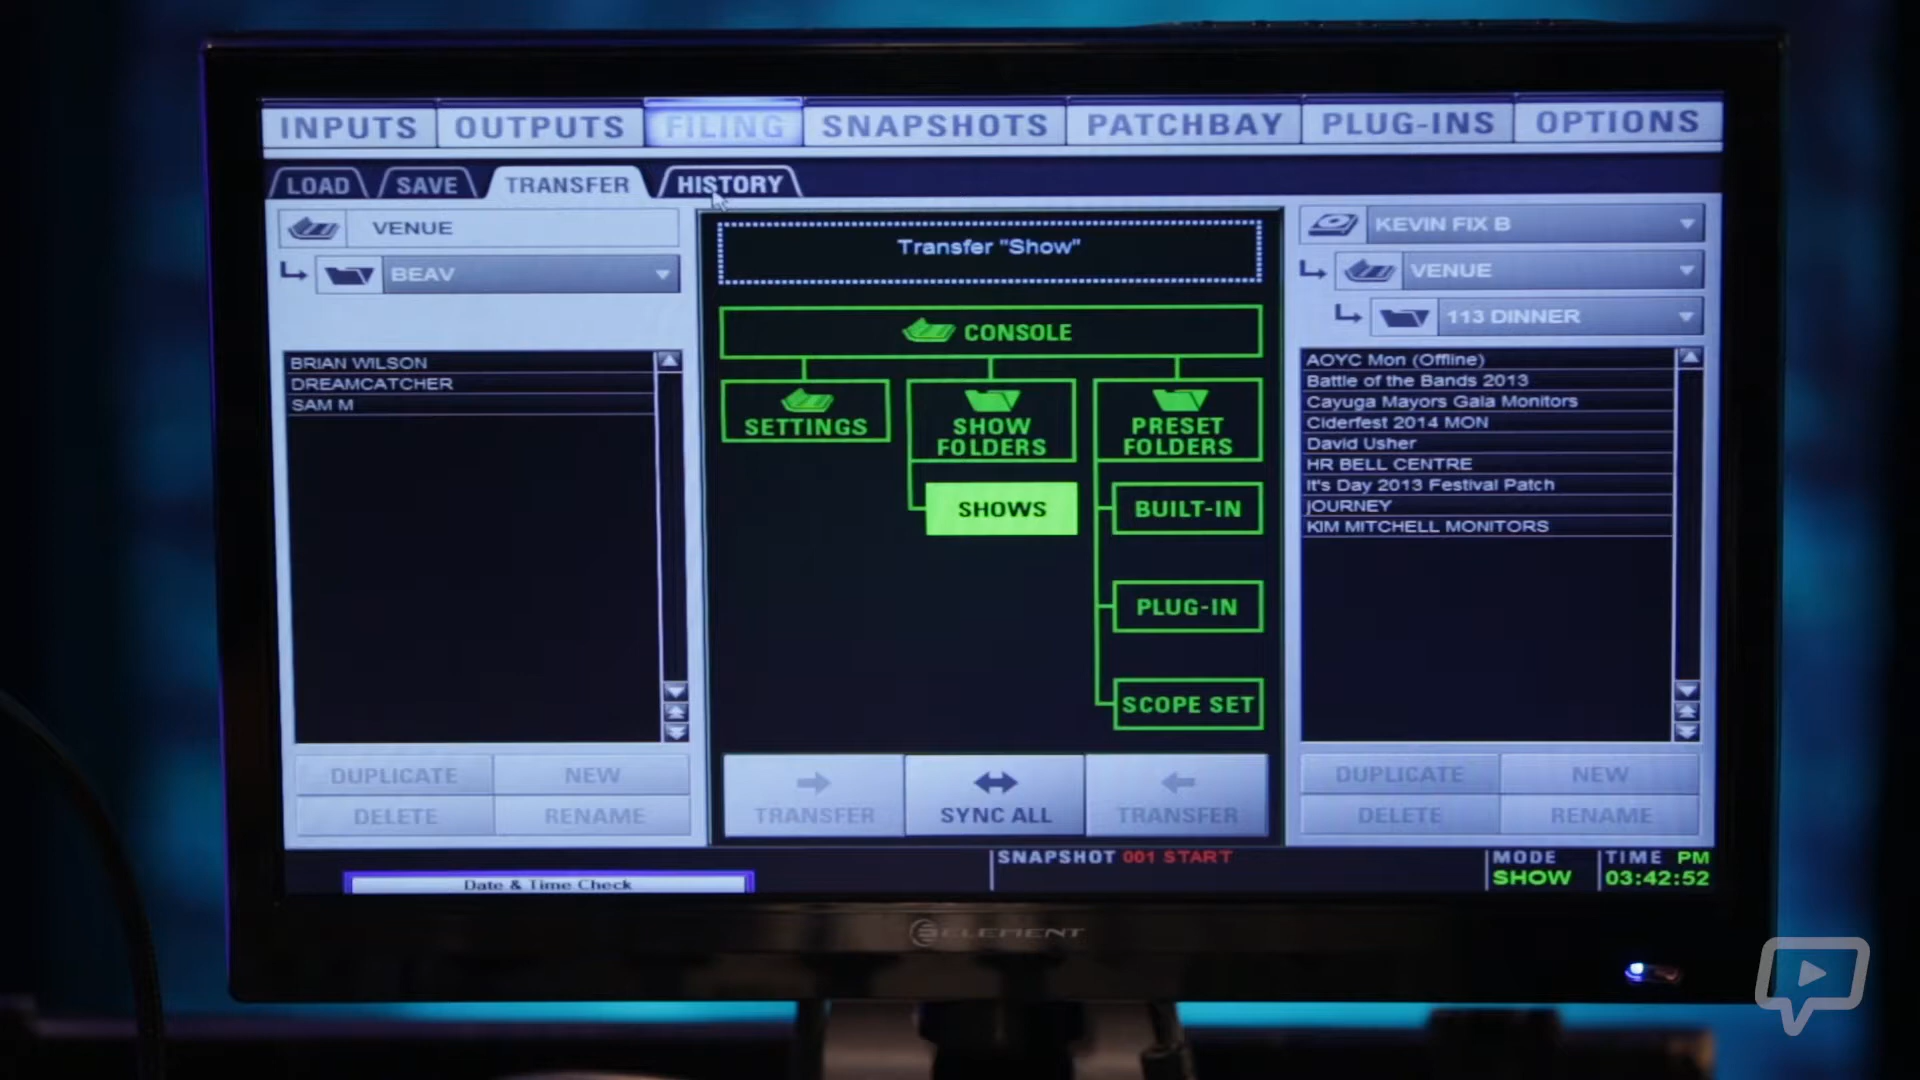 INPUTS OUTPUTS FILING SNAPSHOTS PATCHBAY PLUG-INS OPTIONS
LOAD SAVE TRANSFER HISTORY
VENUE
BEAV
BRIAN WILSON
DREAMCATCHER
SAM M
DUPLICATE NEW
DELETE RENAME
Transfer "Show"
CONSOLE
SETTINGS
SHOW
FOLDERS
PRESET
FOLDERS
SHOWS
BUILT-IN
PLUG-IN
SCOPE SET
TRANSFER
SYNC ALL
TRANSFER
KEVIN FIX B
VENUE
113 DINNER
AOYC Mon (Offline)
Battle of the Bands 2013
Cayuga Mayors Gala Monitors
Ciderfest 2014 MON
David Usher
HR BELL CENTRE
It's Day 2013 Festival Patch
jOURNEY
KIM MITCHELL MONITORS
DUPLICATE NEW
DELETE RENAME
Date & Time Check
SNAPSHOT 001 START
MODE
SHOW
TIME PM
03:42:52
ELEMENT